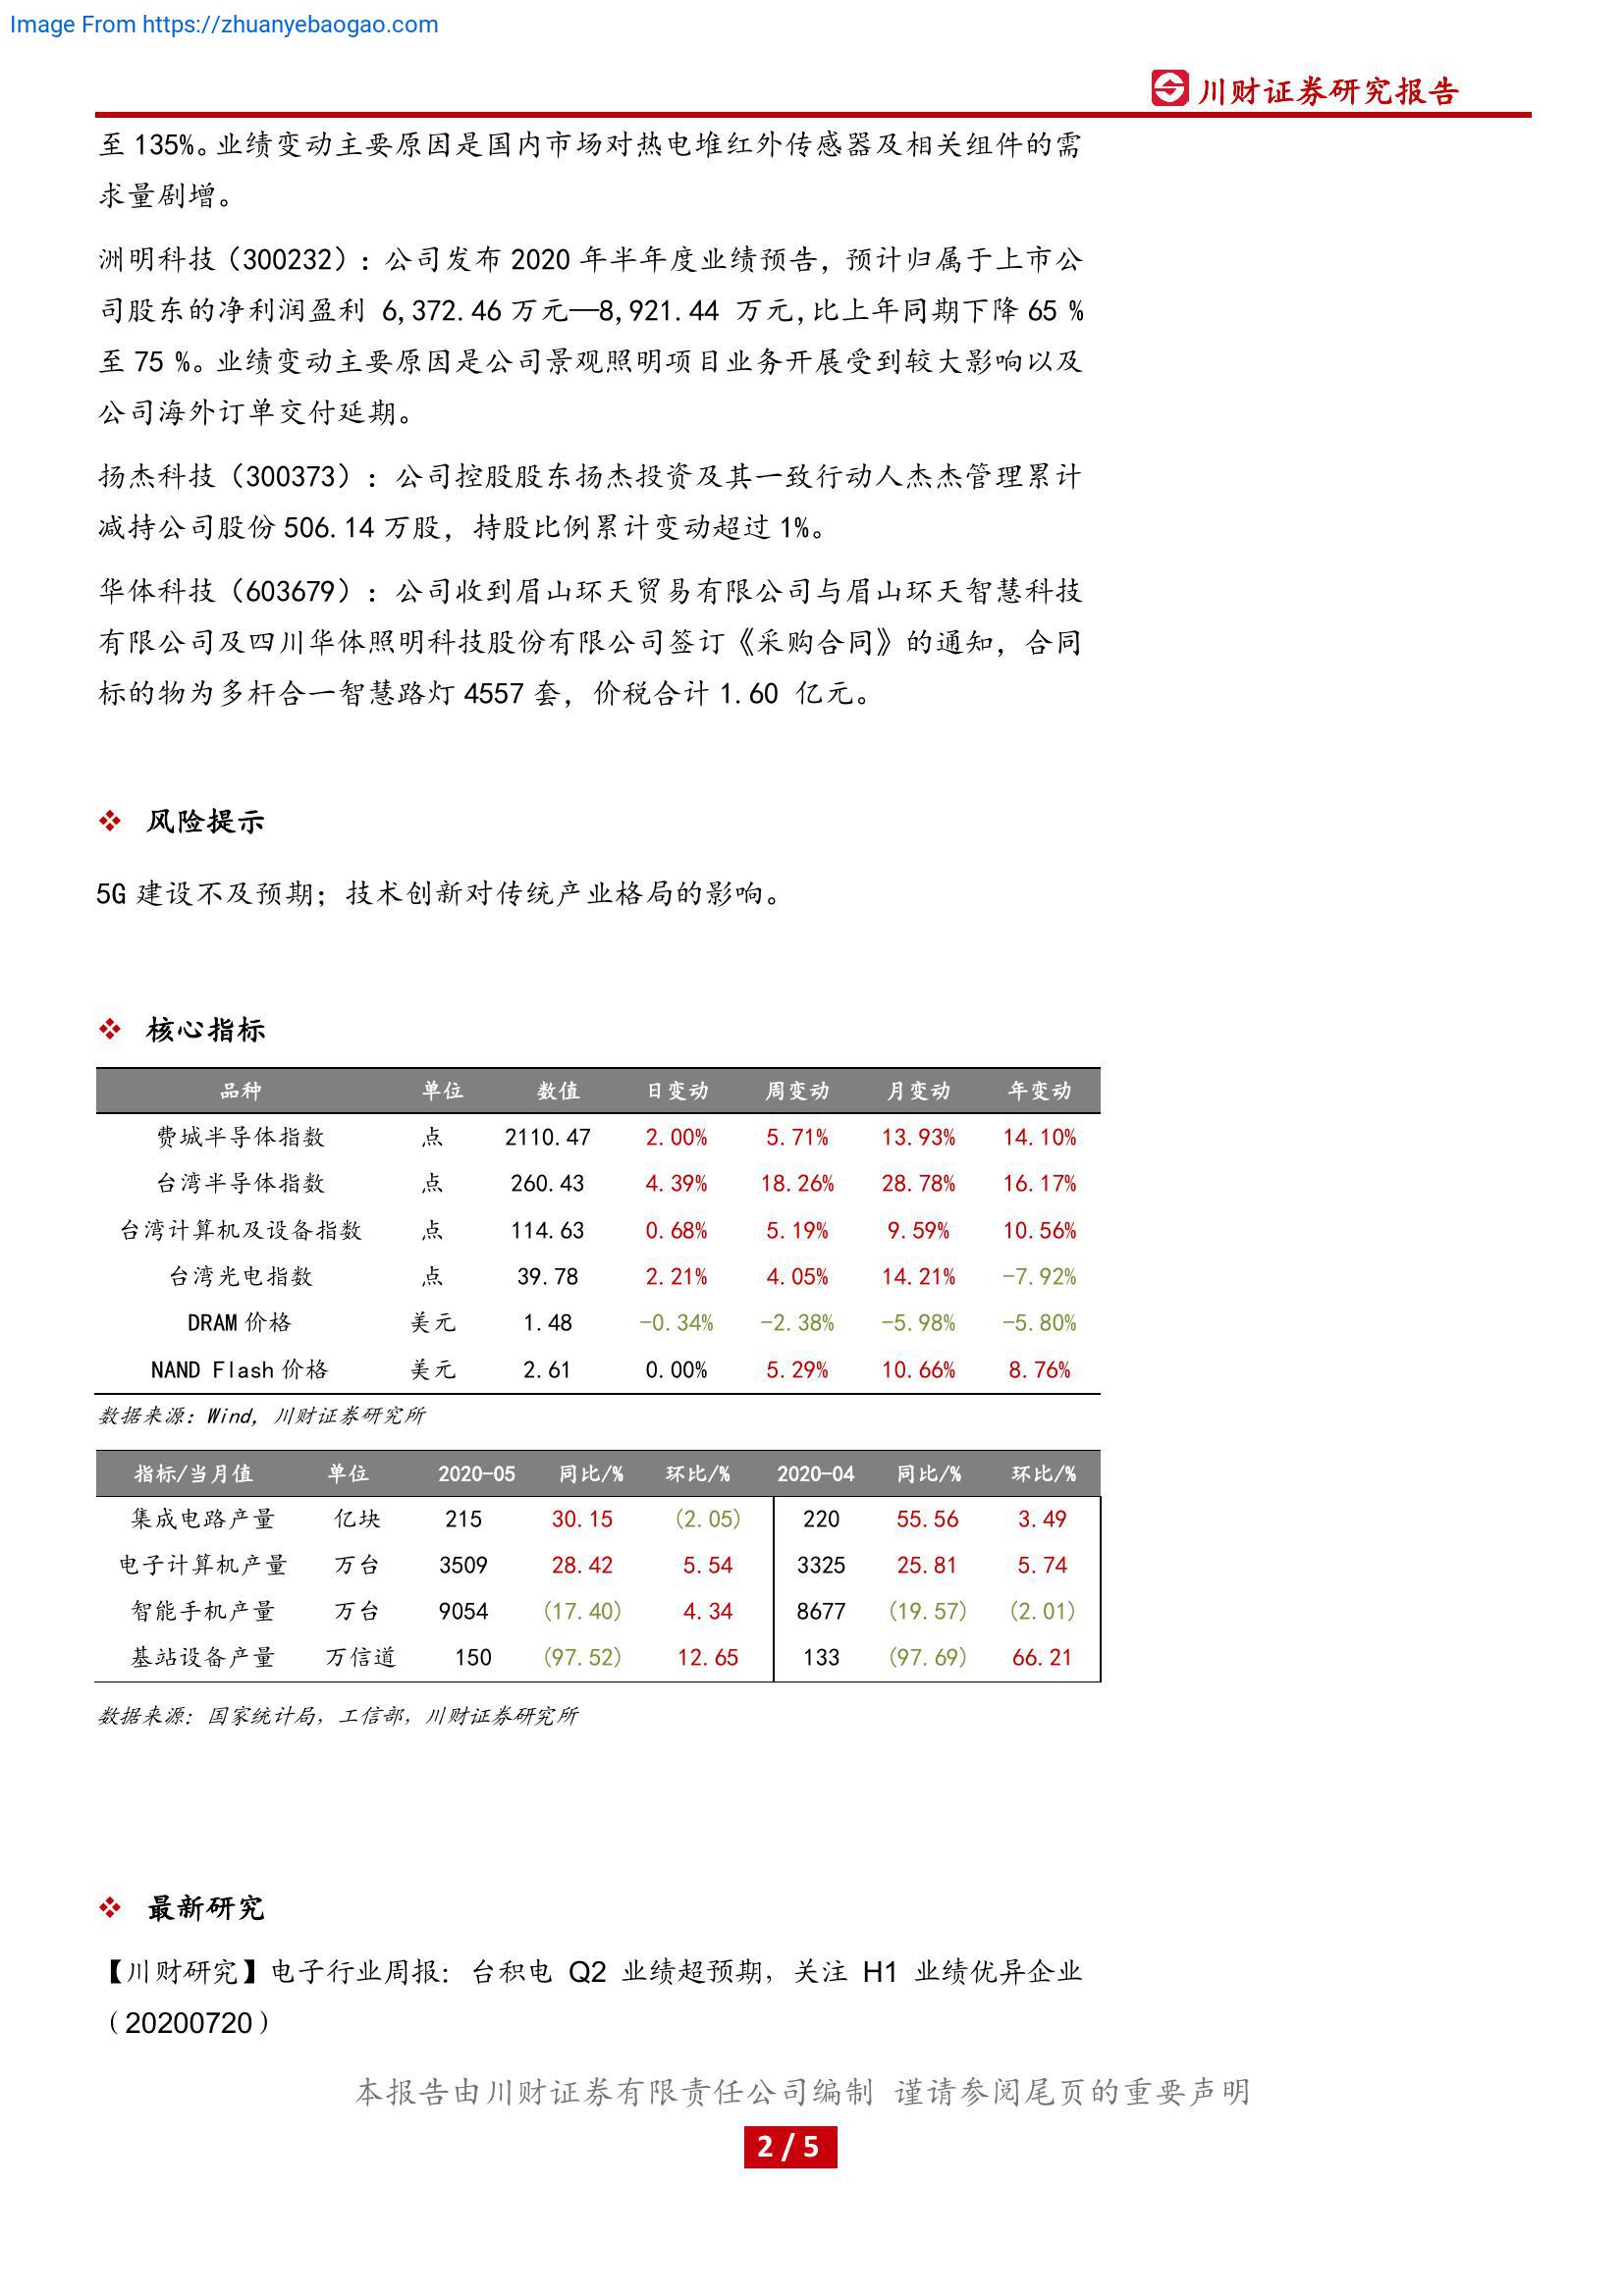 Image From https://zhuanyebaogao.com
川财证券研究报告
至 135%。业绩变动主要原因是国内市场对热电堆红外传感器及相关组件的需
求量剧增。
洲明科技（300232）：公司发布 2020 年半年度业绩预告，预计归属于上市公
司股东的净利润盈利 6,372.46 万元—8,921.44 万元,比上年同期下降 65 %
至 75 %。业绩变动主要原因是公司景观照明项目业务开展受到较大影响以及
公司海外订单交付延期。
扬杰科技（300373）：公司控股股东扬杰投资及其一致行动人杰杰管理累计
减持公司股份 506.14 万股，持股比例累计变动超过 1%。
华体科技（603679）：公司收到眉山环天贸易有限公司与眉山环天智慧科技
有限公司及四川华体照明科技股份有限公司签订《采购合同》的通知，合同
标的物为多杆合一智慧路灯 4557 套，价税合计 1.60 亿元。
❖ 风险提示
5G 建设不及预期；技术创新对传统产业格局的影响。
❖ 核心指标
品种 单位 数值 日变动 周变动 月变动 年变动
费城半导体指数 点 2110.47 2.00% 5.71% 13.93% 14.10%
台湾半导体指数 点 260.43 4.39% 18.26% 28.78% 16.17%
台湾计算机及设备指数 点 114.63 0.68% 5.19% 9.59% 10.56%
台湾光电指数 点 39.78 2.21% 4.05% 14.21% -7.92%
DRAM 价格 美元 1.48 -0.34% -2.38% -5.98% -5.80%
NAND Flash 价格 美元 2.61 0.00% 5.29% 10.66% 8.76%
数据来源：Wind，川财证券研究所
指标/当月值 单位 2020-05 同比/% 环比/% 2020-04 同比/% 环比/%
集成电路产量 亿块 215 30.15 (2.05) 220 55.56 3.49
电子计算机产量 万台 3509 28.42 5.54 3325 25.81 5.74
智能手机产量 万台 9054 (17.40) 4.34 8677 (19.57) (2.01)
基站设备产量 万信道 150 (97.52) 12.65 133 (97.69) 66.21
数据来源：国家统计局，工信部，川财证券研究所
❖ 最新研究
【川财研究】电子行业周报：台积电 Q2 业绩超预期，关注 H1 业绩优异企业
（20200720）
本报告由川财证券有限责任公司编制 谨请参阅尾页的重要声明
2 / 5